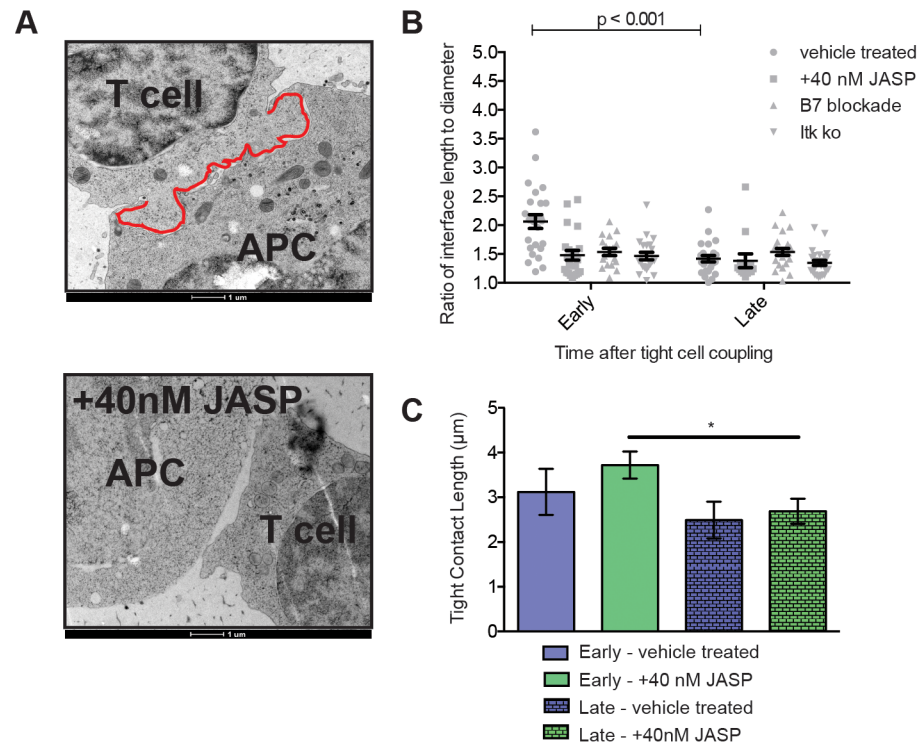 A
T cell
APC
1 um
+40nM JASP
APC
T cell
1 um
B
p < 0.001
Ratio of interface length to diameter
5.0
4.5
4.0
3.5
3.0
2.5
2.0
1.5
1.0
Early
Late
Time after tight cell coupling
vehicle treated
+40 nM JASP
B7 blockade
Itk ko
C
Tight Contact Length (µm)
5
4
3
2
1
0
*
Early - vehicle treated
Early - +40 nM JASP
Late - vehicle treated
Late - +40nM JASP